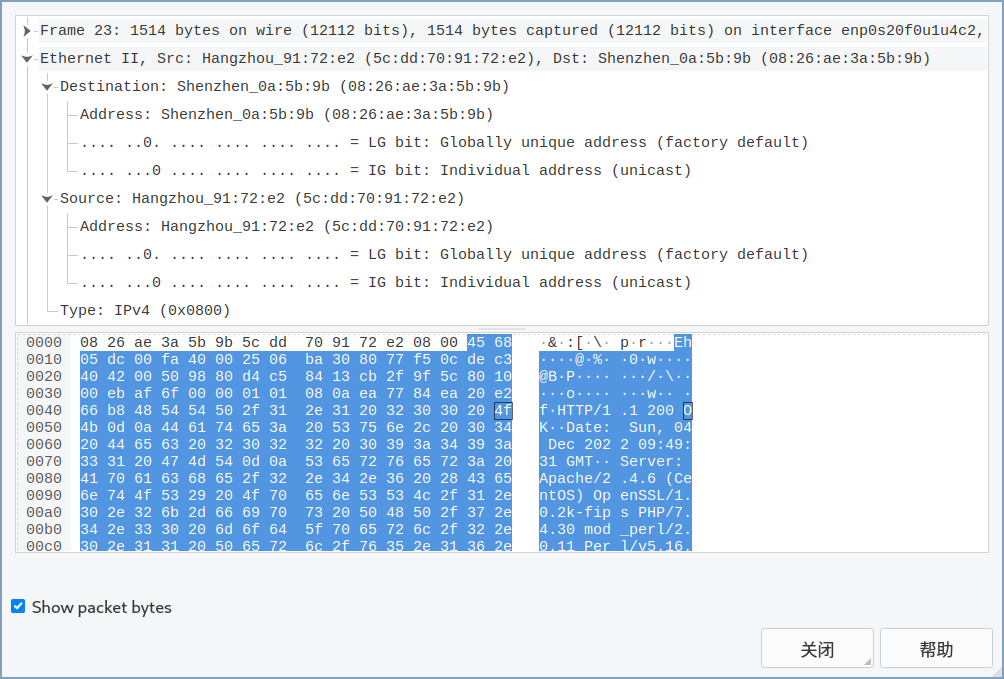 Frame 23: 1514 bytes on wire (12112 bits), 1514 bytes captured (12112 bits) on interface enp0s20f0u1u4c2,
Ethernet II, Src: Hangzhou_91:72:e2 (5c:dd:70:91:72:e2), Dst: Shenzhen_0a:5b:9b (08:26:ae:3a:5b:9b)
Destination: Shenzhen_0a:5b:9b (08:26:ae:3a:5b:9b)
Address: Shenzhen_0a:5b:9b (08:26:ae:3a:5b:9b)
.... ..0. .... .... .... .... = LG bit: Globally unique address (factory default)
.... ...0 .... .... .... .... = IG bit: Individual address (unicast)
Source: Hangzhou_91:72:e2 (5c:dd:70:91:72:e2)
Address: Hangzhou_91:72:e2 (5c:dd:70:91:72:e2)
.... ..0. .... .... .... .... = LG bit: Globally unique address (factory default)
.... ...0 .... .... .... .... = IG bit: Individual address (unicast)
Type: IPv4 (0x0800)
0000 08 26 ae 3a 5b 9b 5c dd 70 91 72 e2 08 00 45 68 ·&·:[·\· p·r···Eh
0010 05 dc 00 fa 40 00 25 06 ba 30 80 77 f5 0c de c3 ····@·%· ·0·w····
0020 40 42 00 50 98 80 d4 c5 84 13 cb 2f 9f 5c 80 10 @B·P···· ···/·\··
0030 00 eb af 6f 00 00 01 01 08 0a ea 77 84 ea 20 e2 ···o···· ···w·· ·
0040 66 b8 48 54 54 50 2f 31 2e 31 20 32 30 30 20 4f f·HTTP/1 .1 200 O
0050 4b 0d 0a 44 61 74 65 3a 20 53 75 6e 2c 20 30 34 K··Date: Sun, 04
0060 20 44 65 63 20 32 30 32 32 20 30 39 3a 34 39 3a Dec 202 2 09:49:
0070 33 31 20 47 4d 54 0d 0a 53 65 72 76 65 72 3a 20 31 GMT·· Server:
0080 41 70 61 63 68 65 2f 32 2e 34 2e 36 20 28 43 65 Apache/2 .4.6 (Ce
0090 6e 74 4f 53 29 20 4f 70 65 6e 53 53 4c 2f 31 2e ntOS) Op enSSL/1.
00a0 30 2e 32 6b 2d 66 69 70 73 20 50 48 50 2f 37 2e 0.2k-fip s PHP/7.
00b0 34 2e 33 30 20 6d 6f 64 5f 70 65 72 6c 2f 32 2e 4.30 mod _perl/2.
00c0 30 2e 31 31 20 50 65 72 6c 2f 76 35 2e 31 36 2e 0.11 Per l/v5.16.
Show packet bytes
关闭
帮助